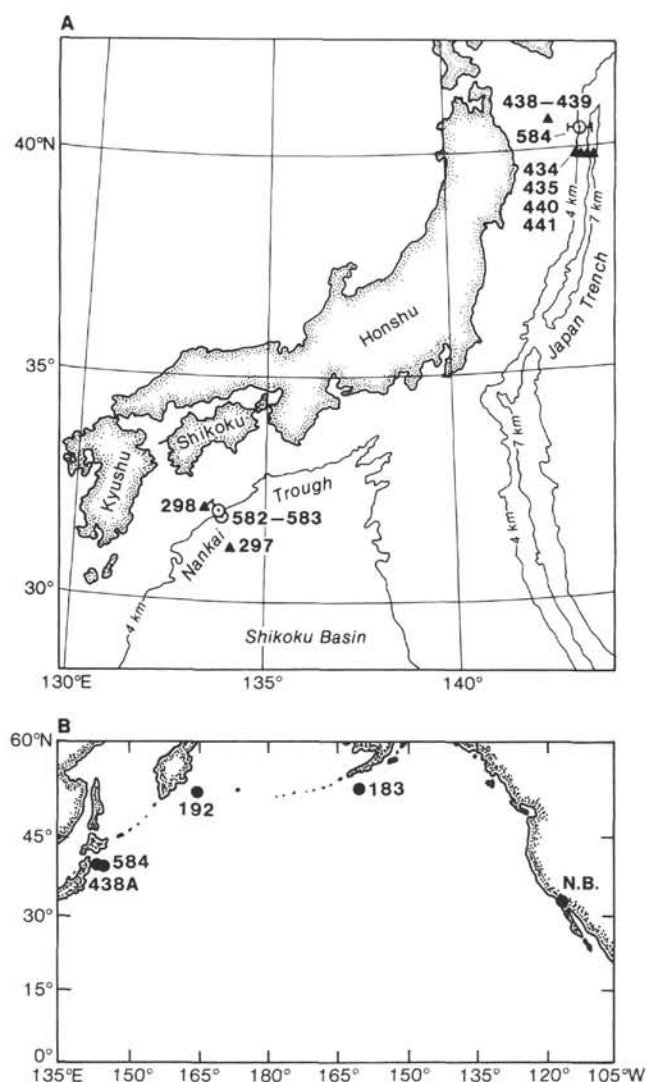 A
438–439
584
40°
434
435
440
441
4 km
7 km
Japan Trench
Honshu
35°
Shikoku
Kyushu
Trough
298
582–583
Nankai
297
7 km
4 km
30°
4 km
Shikoku Basin
130°E
135°
140°
B
60°N
192
183
45°
584
438A
N.B.
30°
15°
0°
135°E
150°
165°
160°
150°
135°
120°
105°W